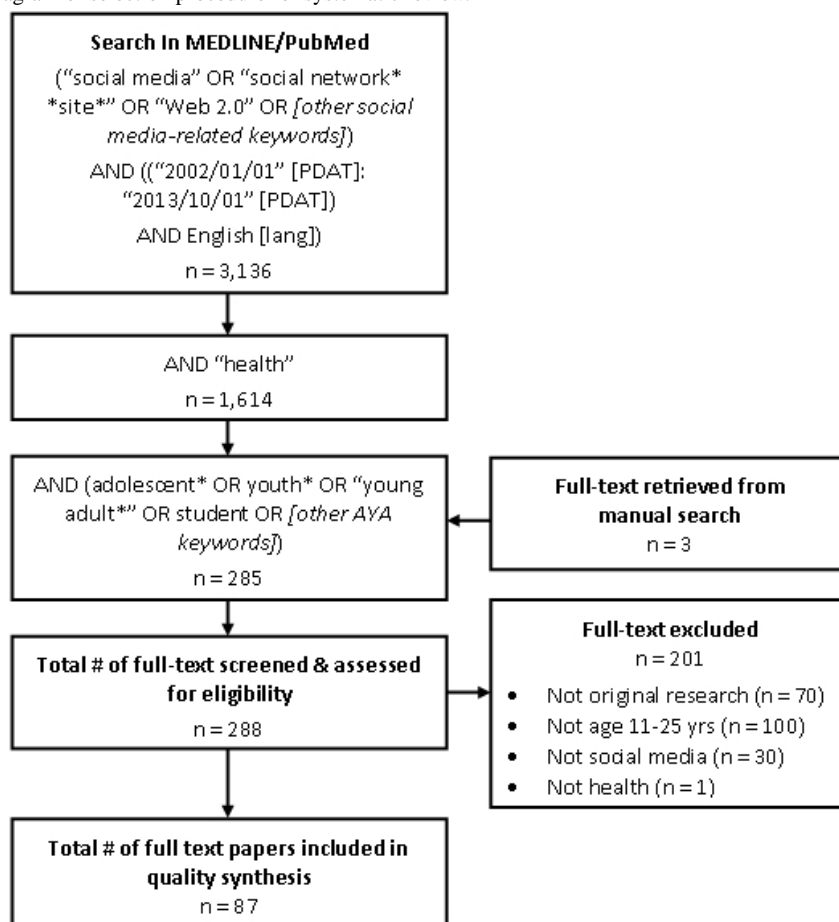 Search In MEDLINE/PubMed
(“social media” OR “social network*
*site*” OR “Web 2.0” OR [other social
media-related keywords])
AND ((“2002/01/01” [PDAT]:
“2013/10/01” [PDAT])
AND English [lang])
n = 3,136
AND “health”
n = 1,614
AND (adolescent* OR youth* OR “young
adult*” OR student OR [other AYA
keywords])
n = 285
Full-text retrieved from
manual search
n = 3
Total # of full-text screened & assessed
for eligibility
n = 288
Full-text excluded
n = 201
• Not original research (n = 70)
• Not age 11-25 yrs (n = 100)
• Not social media (n = 30)
• Not health (n = 1)
Total # of full text papers included in
quality synthesis
n = 87